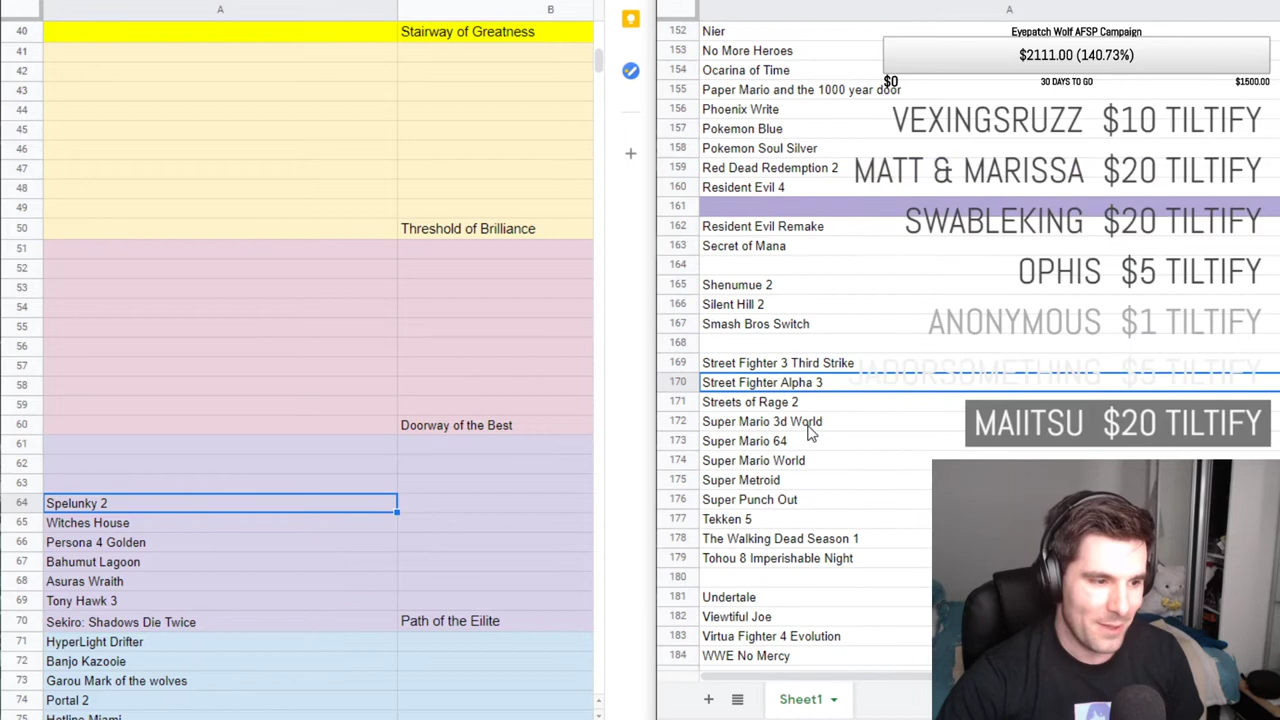 A
B
40 Stairway of Greatness
41
42
43
44
45
46
47
48
49
50 Threshold of Brilliance
51
52
53
54
55
56
57
58
59
60 Doorway of the Best
61
62
63
64 Spelunky 2
65 Witches House
66 Persona 4 Golden
67 Bahumut Lagoon
68 Asuras Wraith
69 Tony Hawk 3
70 Sekiro: Shadows Die Twice Path of the Eilite
71 HyperLight Drifter
72 Banjo Kazooie
73 Garou Mark of the wolves
74 Portal 2
75 Hotline Miami
A
152 Nier
153 No More Heroes
154 Ocarina of Time
155 Paper Mario and the 1000 year door
156 Phoenix Write
157 Pokemon Blue
158 Pokemon Soul Silver
159 Red Dead Redemption 2
160 Resident Evil 4
161
162 Resident Evil Remake
163 Secret of Mana
164
165 Shenumue 2
166 Silent Hill 2
167 Smash Bros Switch
168
169 Street Fighter 3 Third Strike
170 Street Fighter Alpha 3
171 Streets of Rage 2
172 Super Mario 3d World
173 Super Mario 64
174 Super Mario World
175 Super Metroid
176 Super Punch Out
177 Tekken 5
178 The Walking Dead Season 1
179 Tohou 8 Imperishable Night
180
181 Undertale
182 Viewtiful Joe
183 Virtua Fighter 4 Evolution
184 WWE No Mercy
Sheet1
Eyepatch Wolf AFSP Campaign
$2111.00 (140.73%)
$0 30 DAYS TO GO $1500.00
VEXINGSRUZZ $10 TILTIFY
MATT & MARISSA $20 TILTIFY
SWABLEKING $20 TILTIFY
OPHIS $5 TILTIFY
ANONYMOUS $1 TILTIFY
JABORSOMETHING $5 TILTIFY
MAIITSU $20 TILTIFY